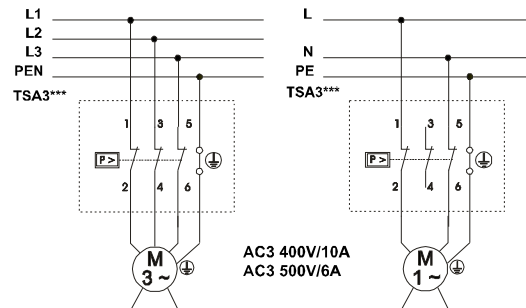 L1
L2
L3
PEN
TSA3***
1 3 5
P >
2 4 6
M
3 ~
L
N
PE
TSA3***
1 3 5
P >
2 4 6
M
1 ~
AC3 400V/10A
AC3 500V/6A